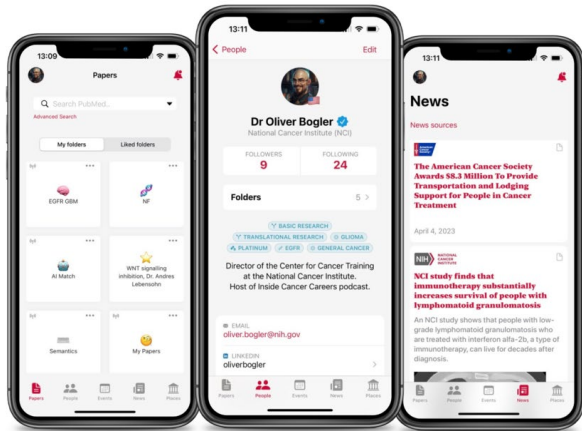 13:09
Papers
Search PubMed..
Advanced Search
My folders
Liked folders
EGFR GBM
NF
AI Match
WNT signalling
inhibition, Dr. Andres
Lebensohn
Semantics
My Papers
Papers
People
Events
News
Places
13:11
People
Edit
Dr Oliver Bogler
National Cancer Institute (NCI)
FOLLOWERS
9
FOLLOWING
24
Folders
5
BASIC RESEARCH
TRANSLATIONAL RESEARCH
GLIOMA
PLATINUM
EGFR
GENERAL CANCER
Director of the Center for Cancer Training
at the National Cancer Institute.
Host of Inside Cancer Careers podcast.
EMAIL
oliver.bogler@nih.gov
LINKEDIN
oliverbogler
Papers
People
Events
News
Places
13:11
News
News sources
The American Cancer Society
Awards $8.3 Million To Provide
Transportation and Lodging
Support for People in Cancer
Treatment
April 4, 2023
NIH
NATIONAL
CANCER
INSTITUTE
NCI study finds that
immunotherapy substantially
increases survival of people with
lymphomatoid granulomatosis
An NCI study shows that people with low-
grade lymphomatoid granulomatosis who
are treated with interferon alfa-2b, a type of
immunotherapy, can live for decades after
diagnosis.
Papers
People
Events
News
Places